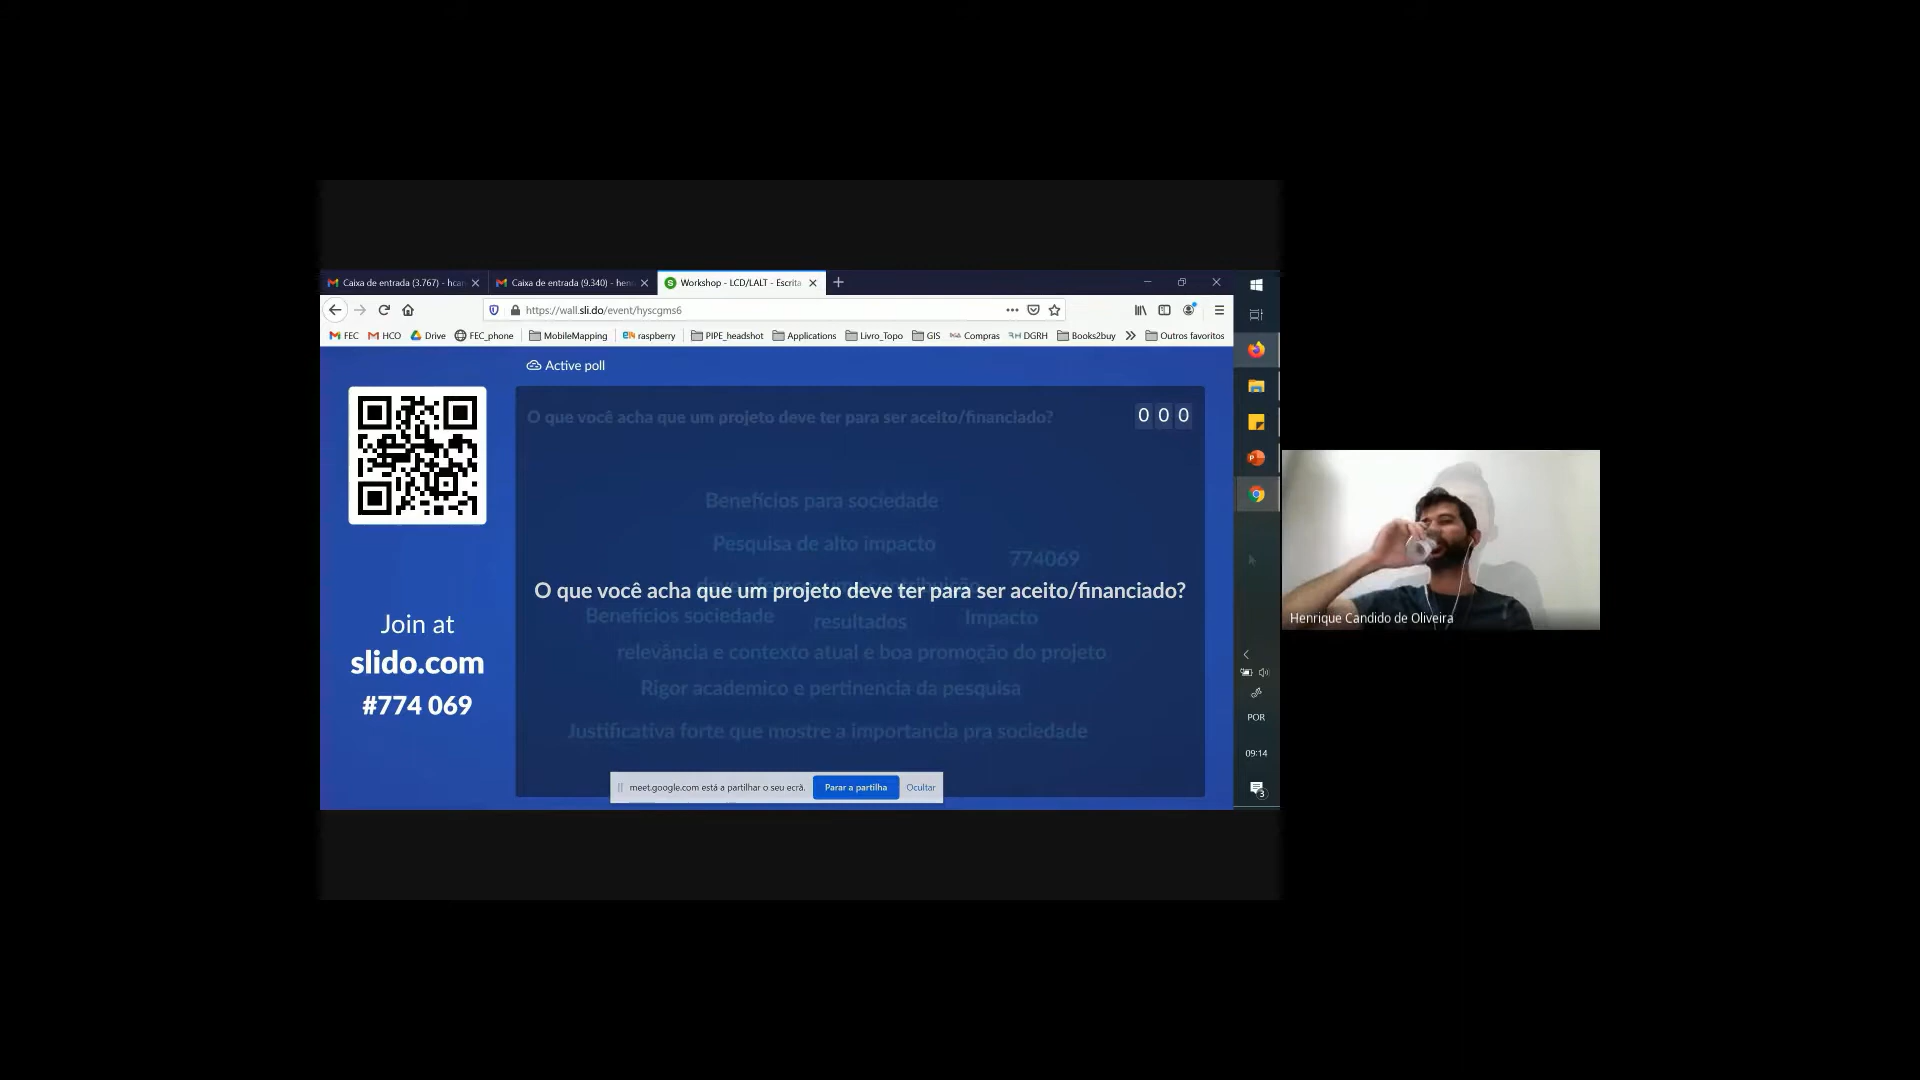 Caixa de entrada (3.767) - hcan
Caixa de entrada (9.340) - henr
Workshop - LCD/LALT - Escrita
https://wall.sli.do/event/hyscgms6
FEC
HCO
Drive
FEC_phone
MobileMapping
raspberry
PIPE_headshot
Applications
Livro_Topo
GIS
Compras
DGRH
Books2buy
Outros favoritos
Active poll
O que você acha que um projeto deve ter para ser aceito/financiado?
0 0 0
Benefícios para sociedade
Pesquisa de alto impacto
774069
O que você acha que um projeto deve ter para ser aceito/financiado?
Benefícios sociedade
resultados
Impacto
relevância e contexto atual e boa promoção do projeto
Rigor academico e pertinencia da pesquisa
Justificativa forte que mostre a importancia pra sociedade
Join at
slido.com
#774 069
meet.google.com está a partilhar o seu ecrã.
Parar a partilha
Ocultar
POR
09:14
3
Henrique Candido de Oliveira